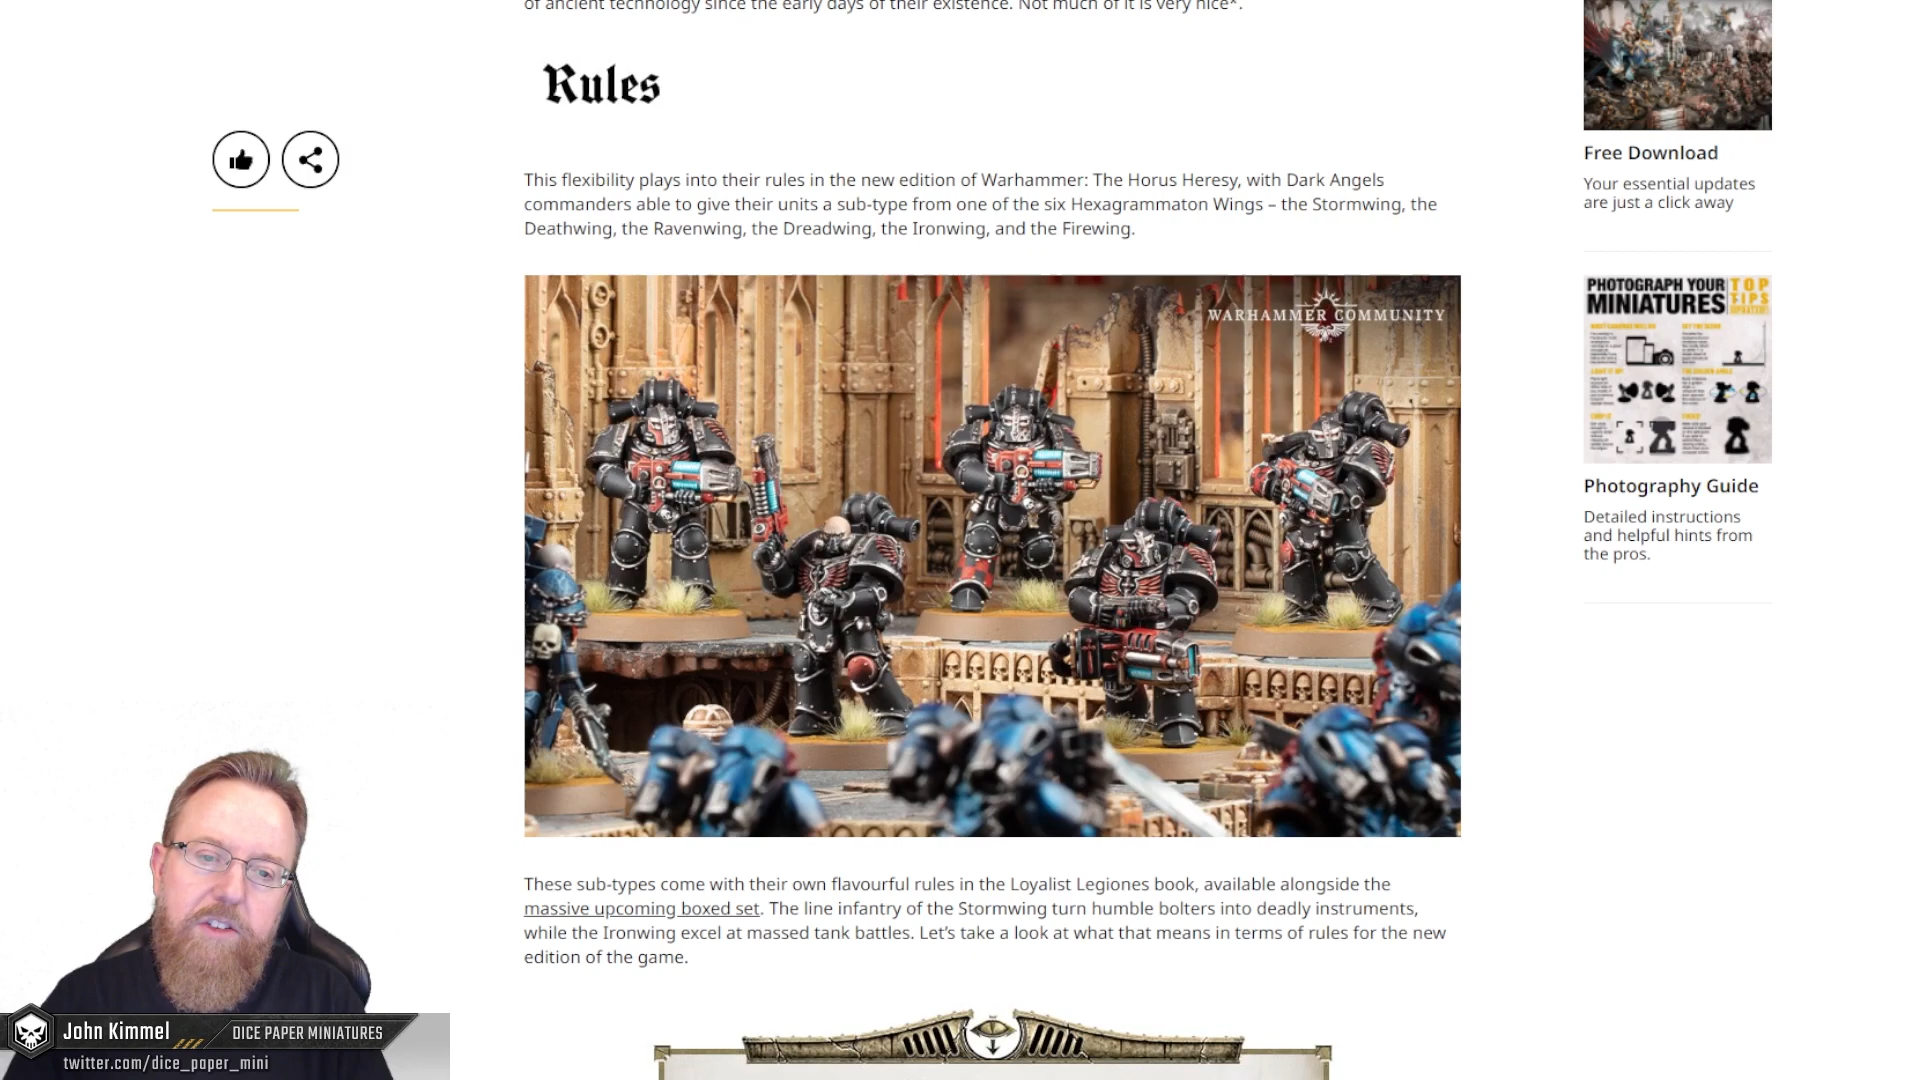 of ancient technology since the early days of their existence. Not much of it is very nice*.
Rules
This flexibility plays into their rules in the new edition of Warhammer: The Horus Heresy, with Dark Angels
commanders able to give their units a sub-type from one of the six Hexagrammaton Wings – the Stormwing, the
Deathwing, the Ravenwing, the Dreadwing, the Ironwing, and the Firewing.
WARHAMMER COMMUNITY
These sub-types come with their own flavourful rules in the Loyalist Legiones book, available alongside the
massive upcoming boxed set. The line infantry of the Stormwing turn humble bolters into deadly instruments,
while the Ironwing excel at massed tank battles. Let’s take a look at what that means in terms of rules for the new
edition of the game.
Free Download
Your essential updates
are just a click away
PHOTOGRAPH YOUR TOP
MINIATURES TIPS
Photography Guide
Detailed instructions
and helpful hints from
the pros.
John Kimmel DICE PAPER MINIATURES
twitter.com/dice_paper_mini